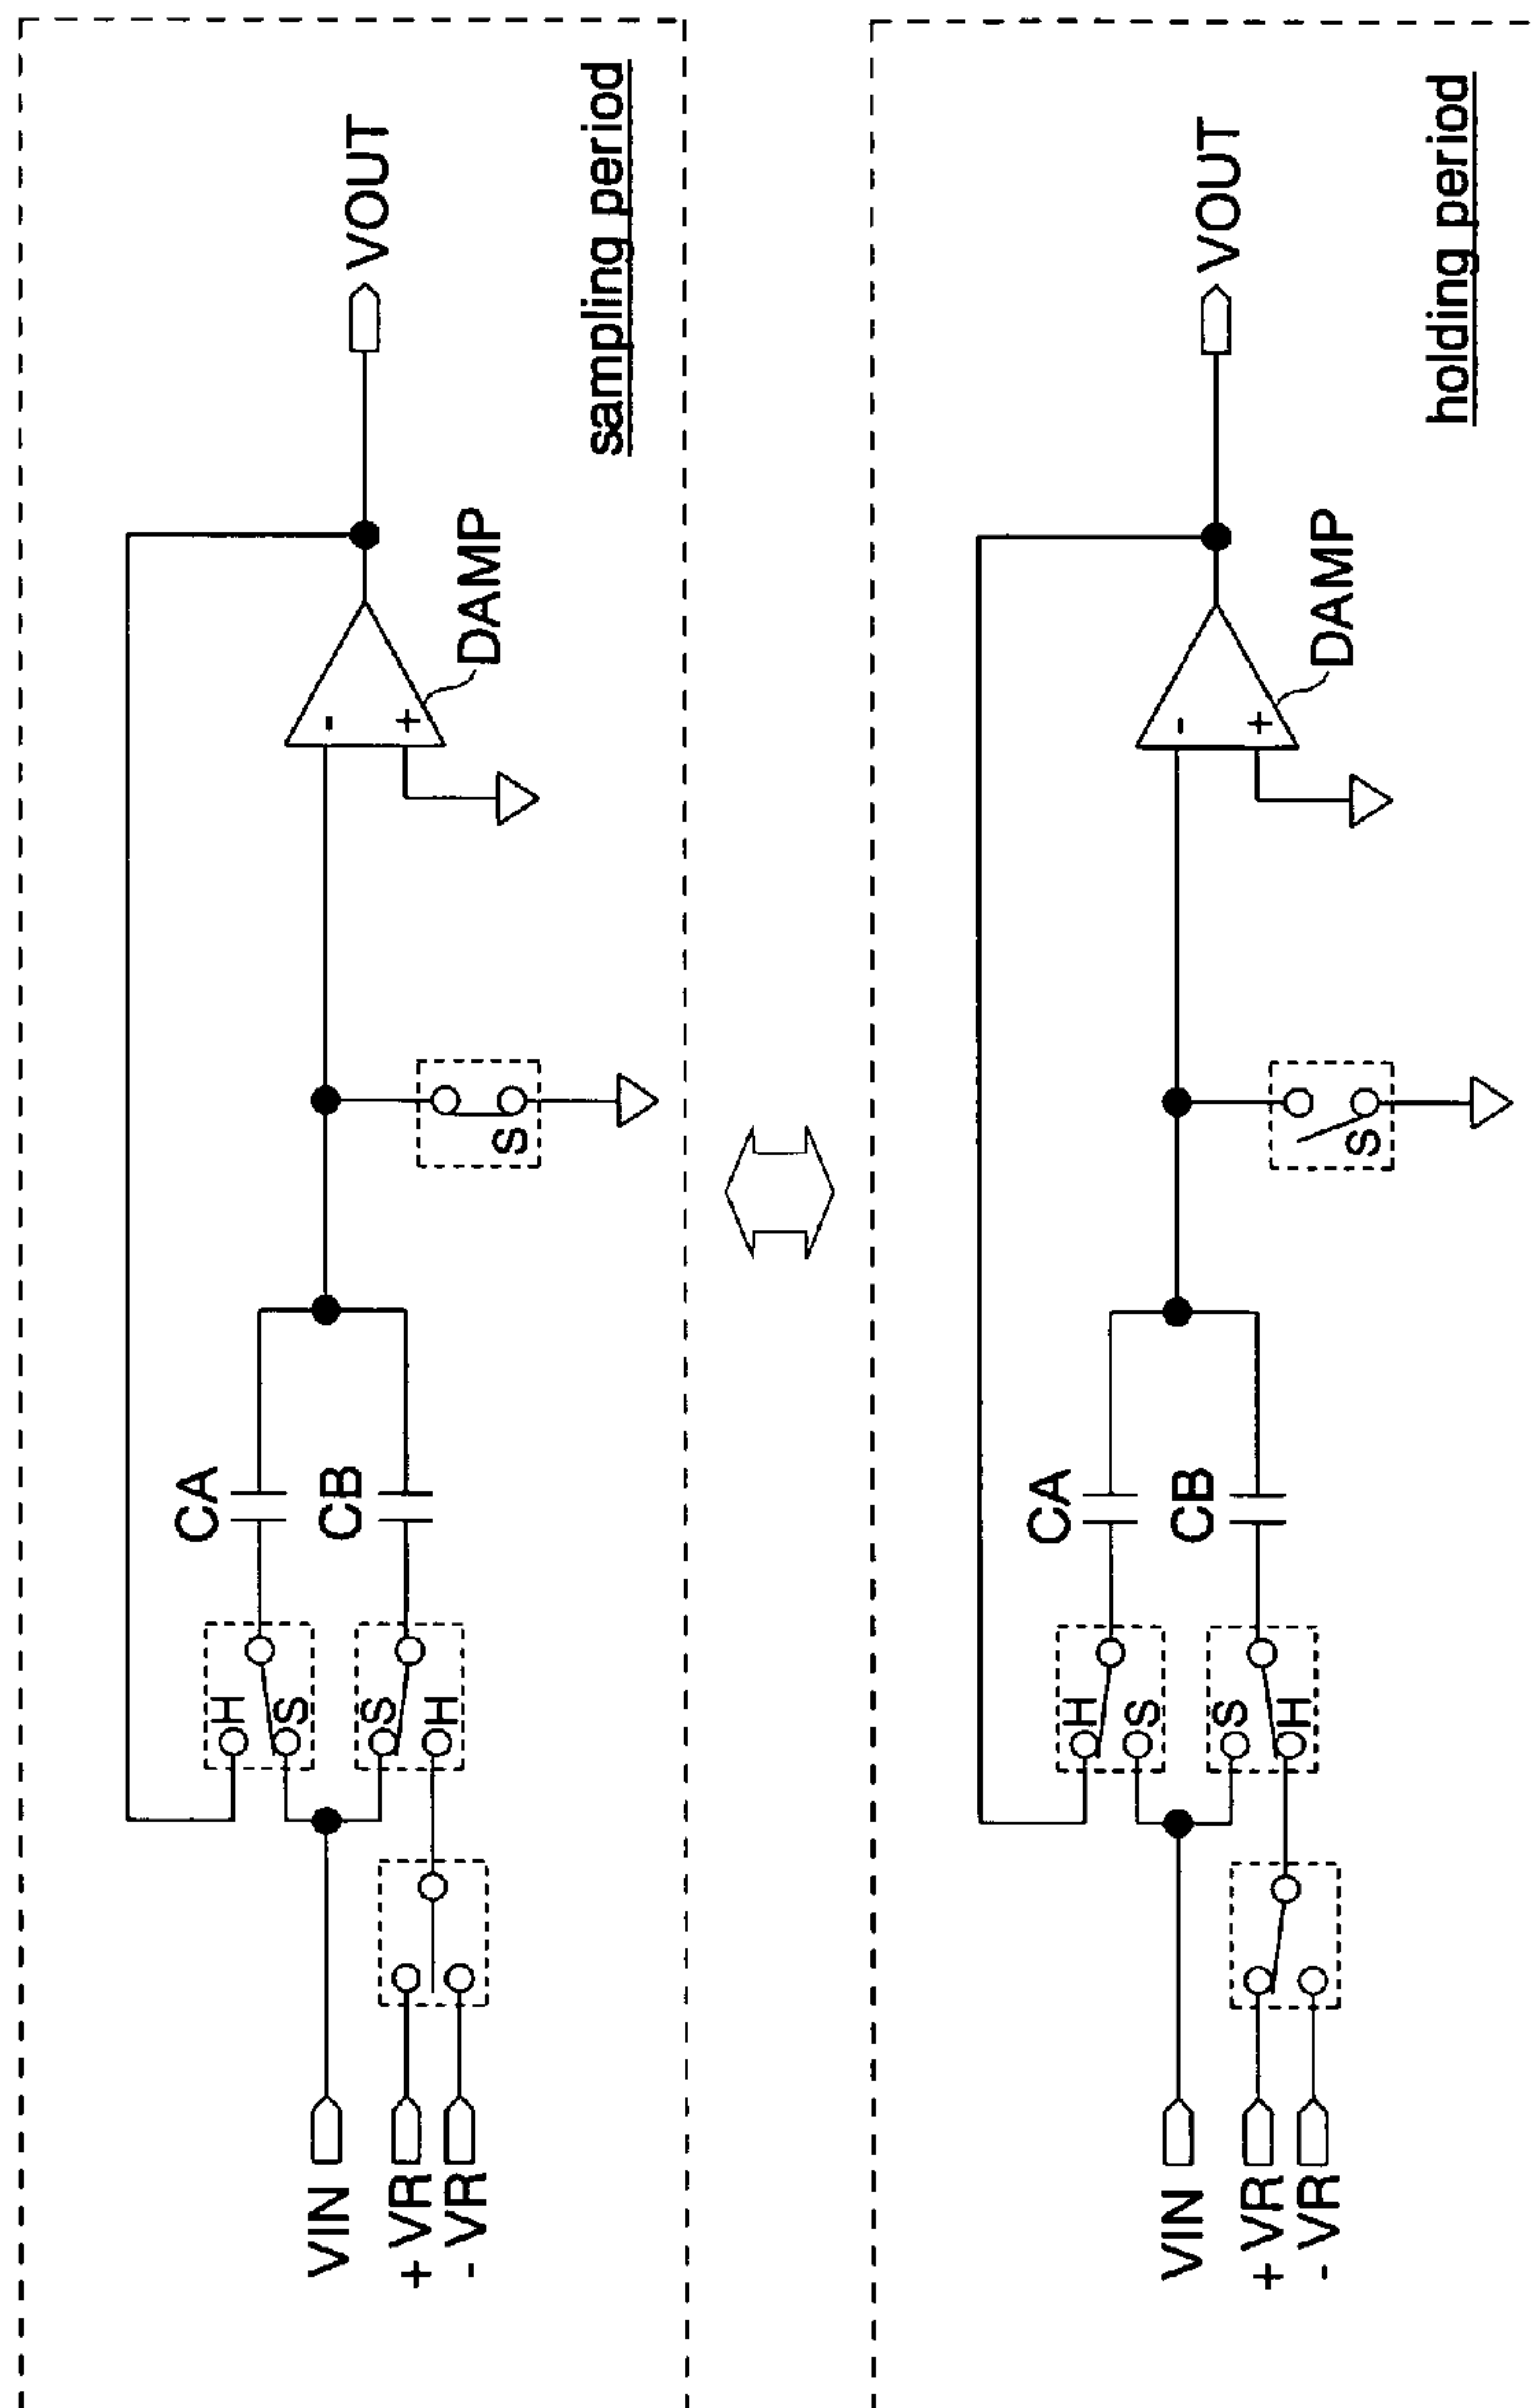 VIN
+ VR
- VR
H
S
S
H
CA
CB
S
-
+
DAMP
VOUT
sampling period
VIN
+ VR
- VR
H
S
S
H
CA
CB
S
-
+
DAMP
VOUT
holding period